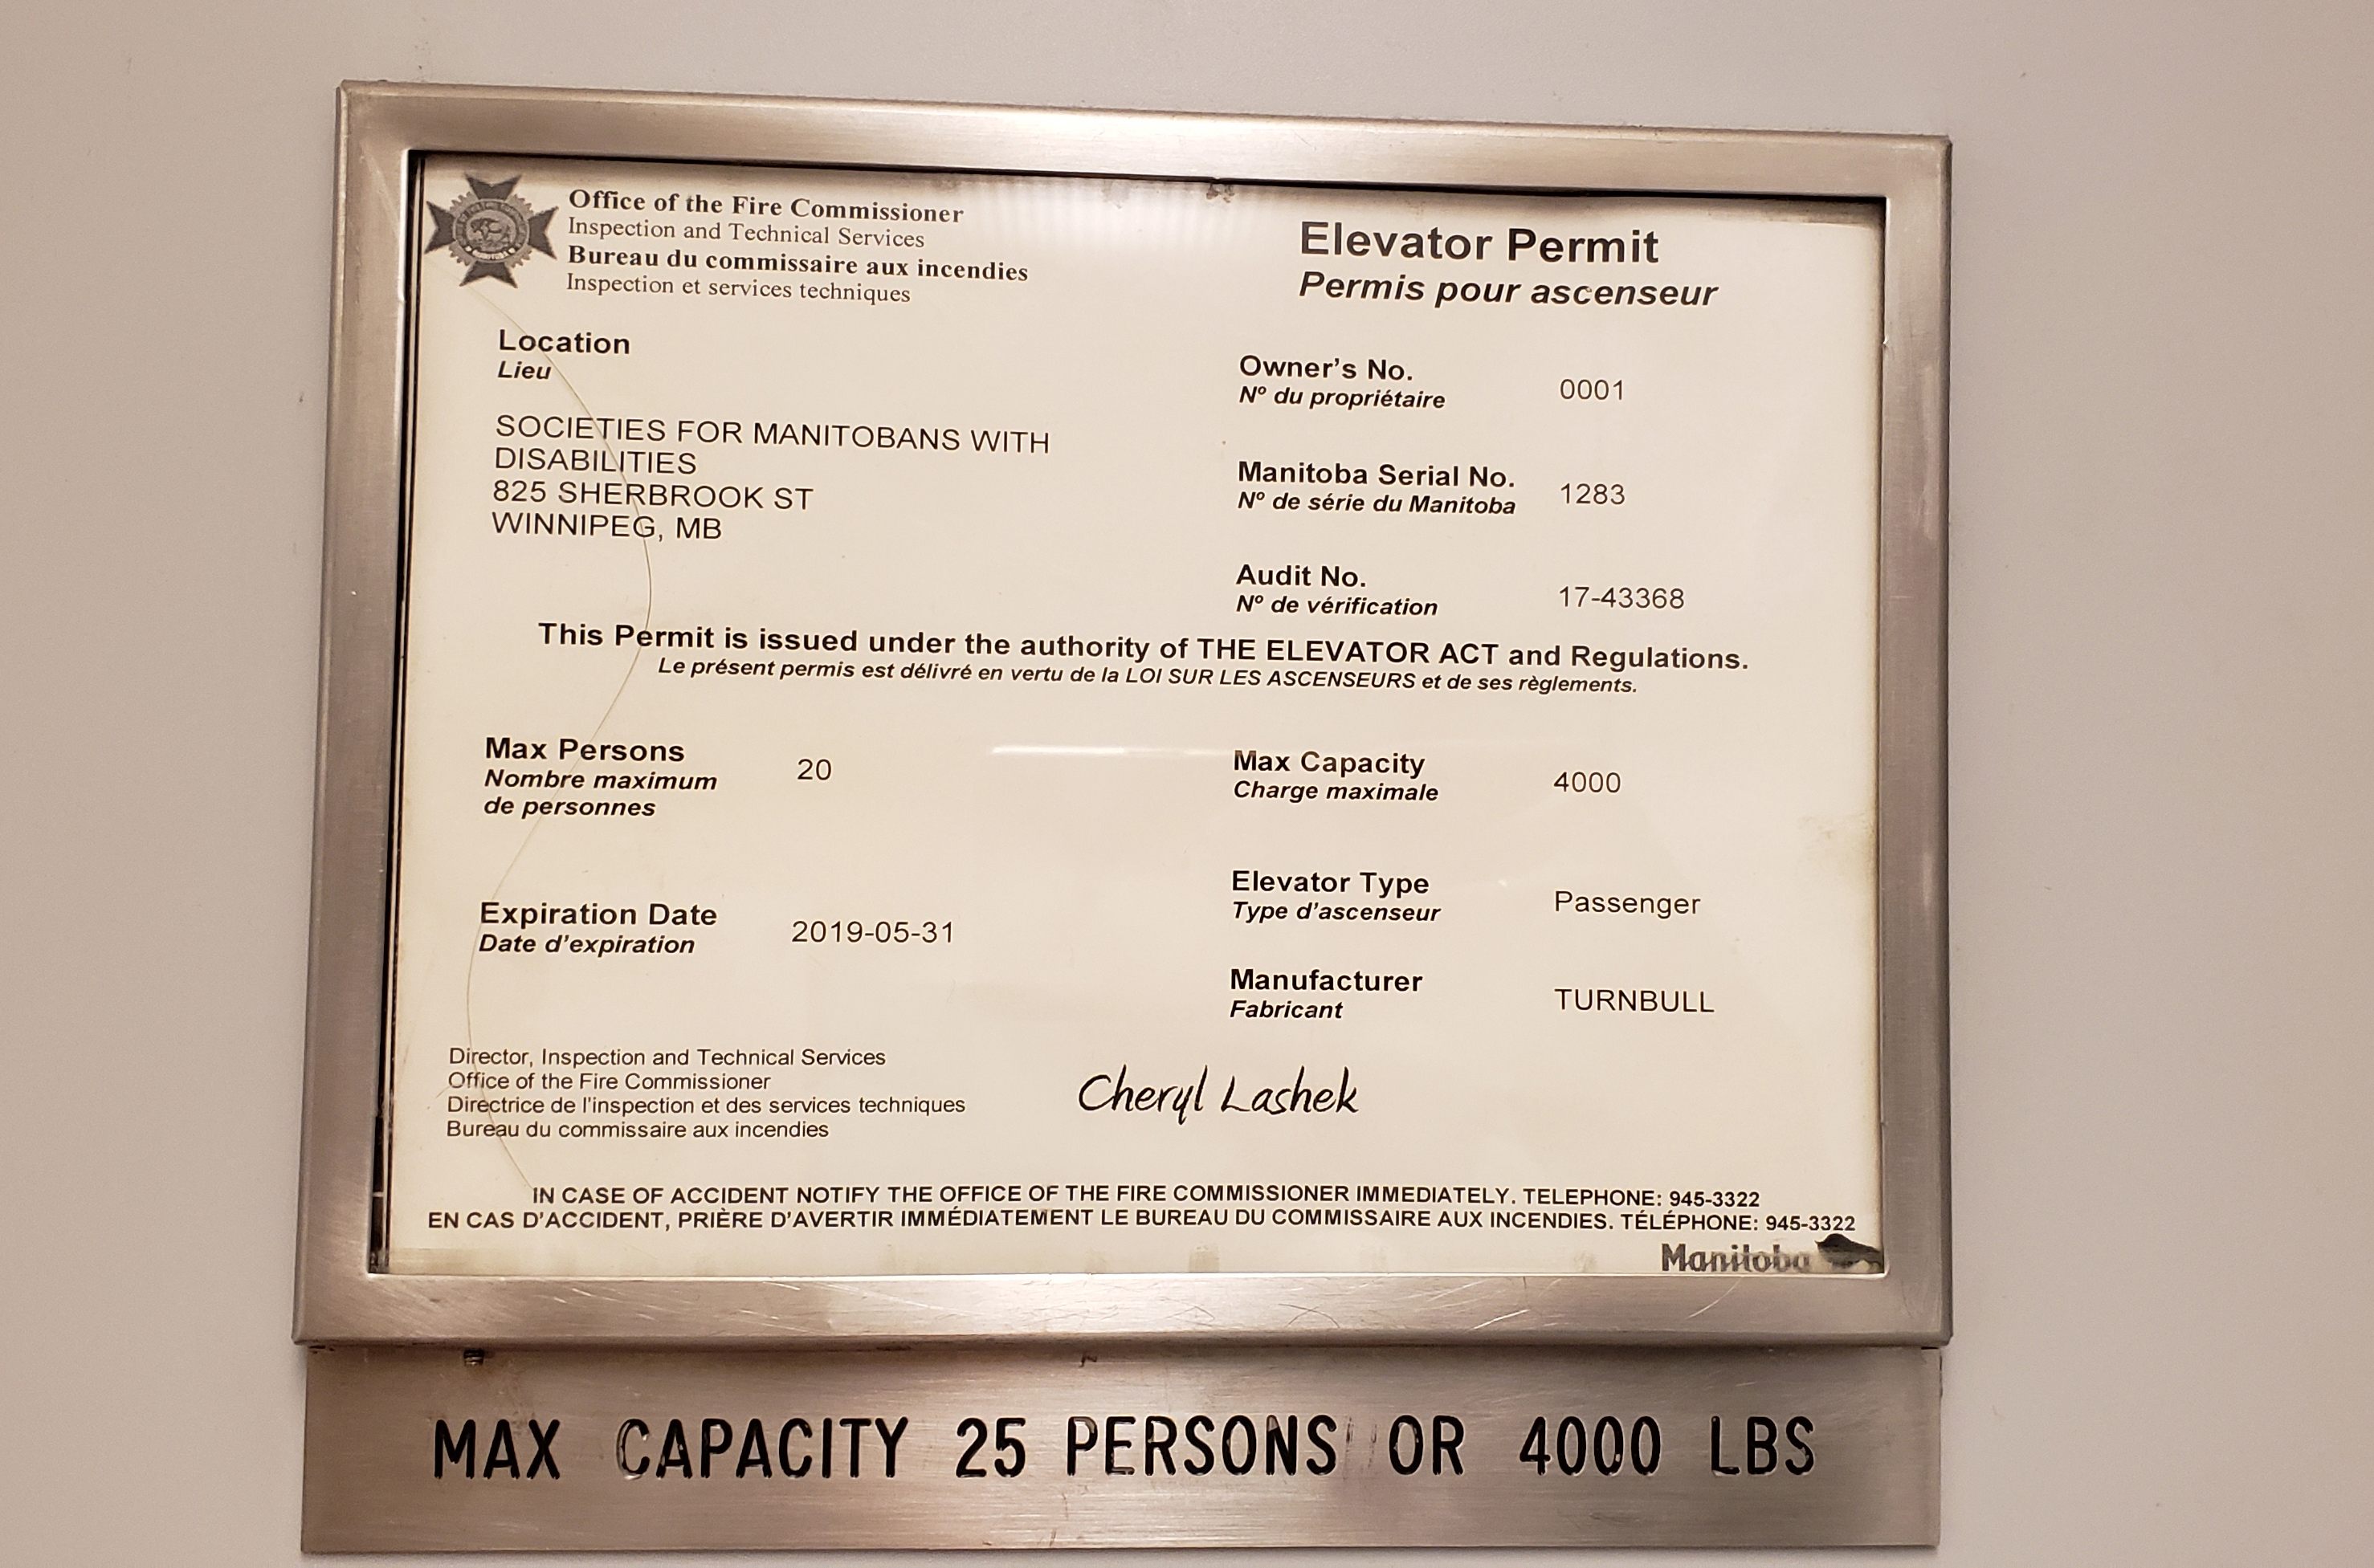 Office of the Fire Commissioner
Inspection and Technical Services
Bureau du commissaire aux incendies
Inspection et services techniques
Elevator Permit
Permis pour ascenseur
Location
Lieu
SOCIETIES FOR MANITOBANS WITH
DISABILITIES
825 SHERBROOK ST
WINNIPEG, MB
Owner's No.
Nº du propriétaire
0001
Manitoba Serial No.
Nº de série du Manitoba
1283
Audit No.
Nº de vérification
17-43368
This Permit is issued under the authority of THE ELEVATOR ACT and Regulations.
Le présent permis est délivré en vertu de la LOI SUR LES ASCENSEURS et de ses règlements.
Max Persons
Nombre maximum
de personnes
20
Max Capacity
Charge maximale
4000
Expiration Date
Date d'expiration
2019-05-31
Elevator Type
Type d'ascenseur
Passenger
Manufacturer
Fabricant
TURNBULL
Director, Inspection and Technical Services
Office of the Fire Commissioner
Directrice de l'inspection et des services techniques
Bureau du commissaire aux incendies
Cheryl Lashek
IN CASE OF ACCIDENT NOTIFY THE OFFICE OF THE FIRE COMMISSIONER IMMEDIATELY. TELEPHONE: 945-3322
EN CAS D'ACCIDENT, PRIÈRE D'AVERTIR IMMÉDIATEMENT LE BUREAU DU COMMISSAIRE AUX INCENDIES. TÉLÉPHONE: 945-3322
Manitoba
MAX CAPACITY 25 PERSONS OR 4000 LBS